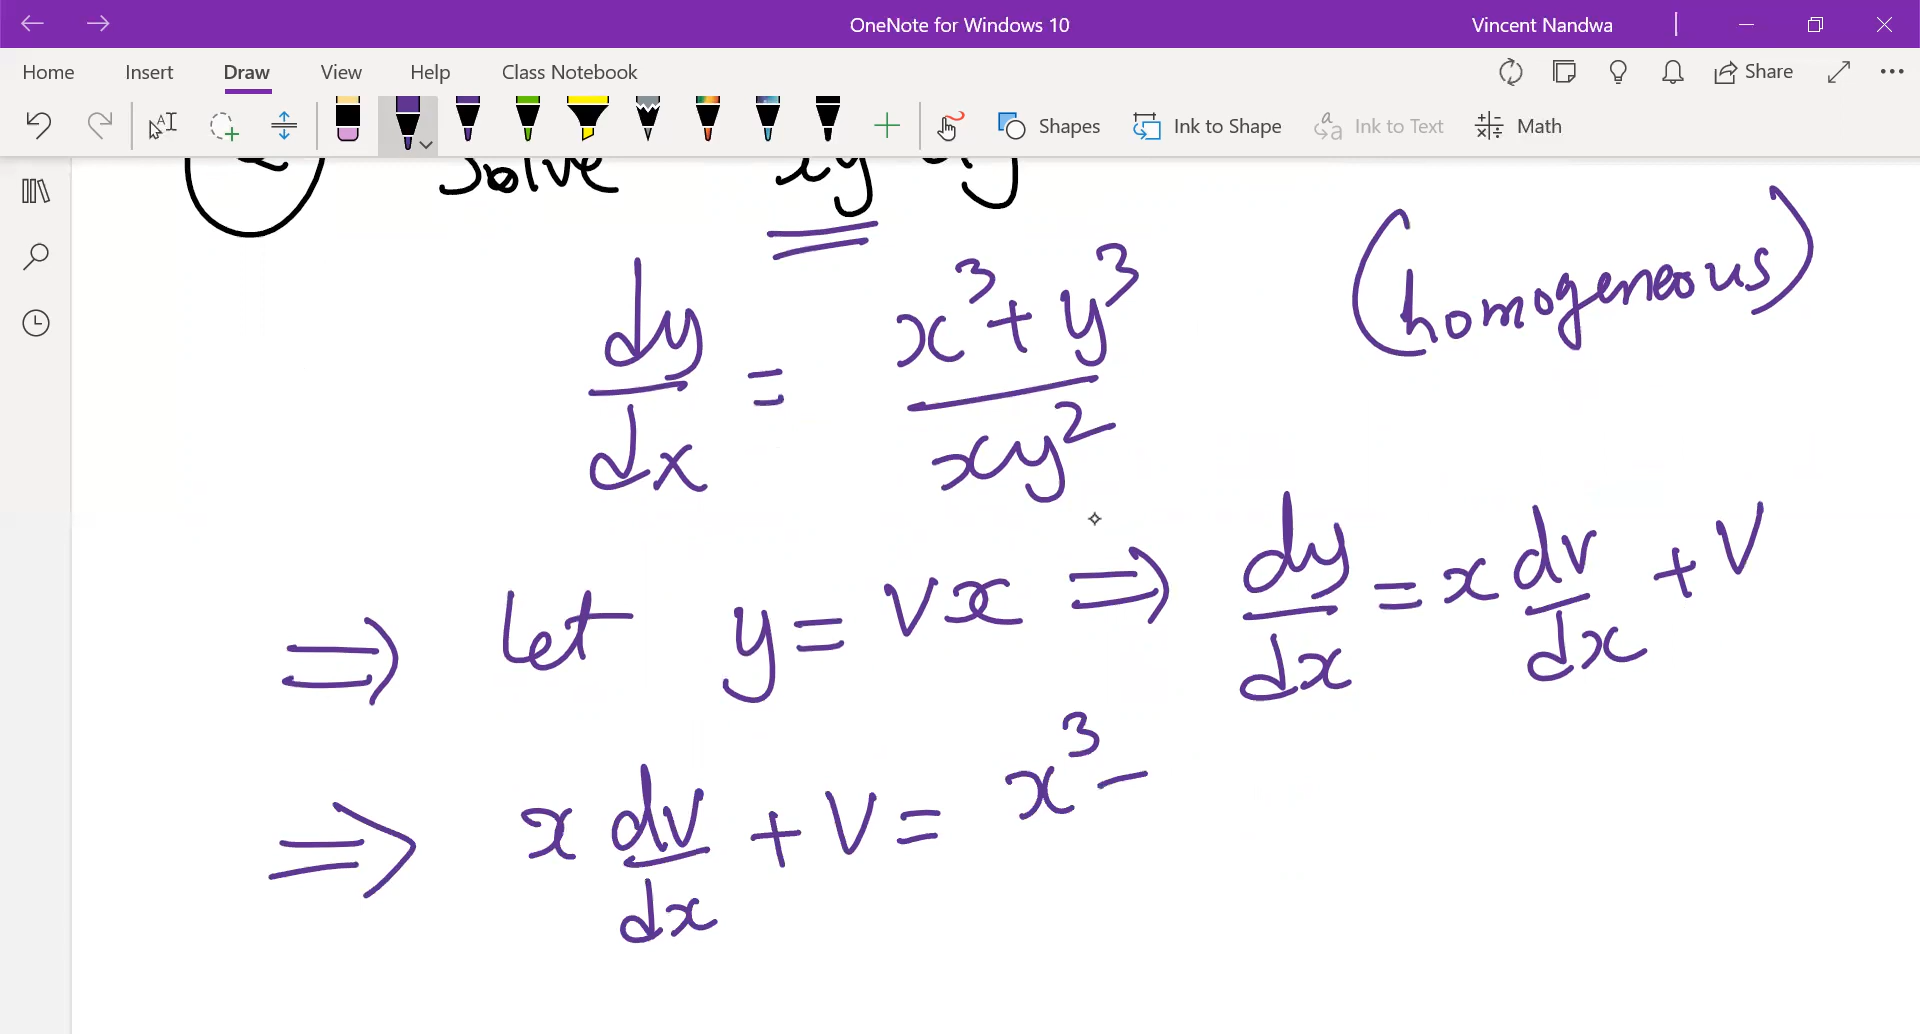 OneNote for Windows 10 Vincent Nandwa
Home Insert Draw View Help Class Notebook Share
Shapes Ink to Shape Ink to Text Math
Solve
dy/dx = x³ + y³ / xy² (homogeneous)
⇒ Let y = Vx ⇒ dy/dx = x dv/dx + V
⇒ x dv/dx + V = x³ −